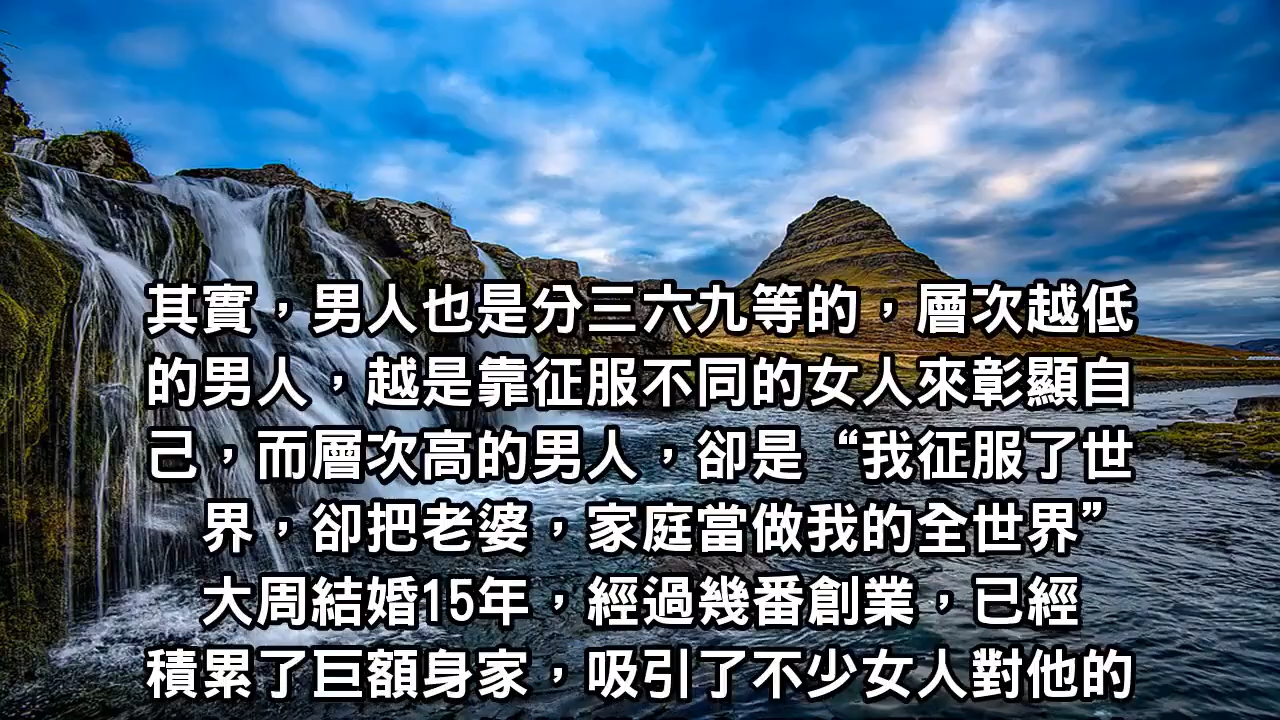 其實，男人也是分三六九等的，層次越低
的男人，越是靠征服不同的女人來彰顯自
己，而層次高的男人，卻是“我征服了世
界，卻把老婆，家庭當做我的全世界”
大周結婚15年，經過幾番創業，已經
積累了巨額身家，吸引了不少女人對他的